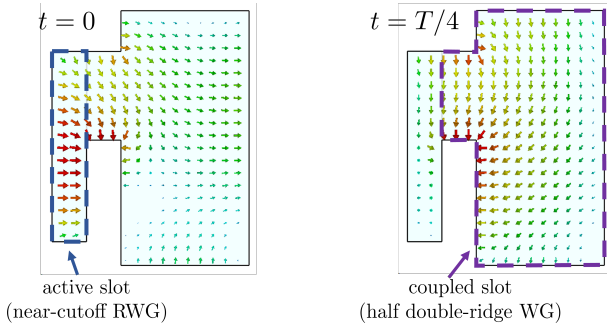 t = 0
t = T/4
active slot
(near-cutoff RWG)
coupled slot
(half double-ridge WG)